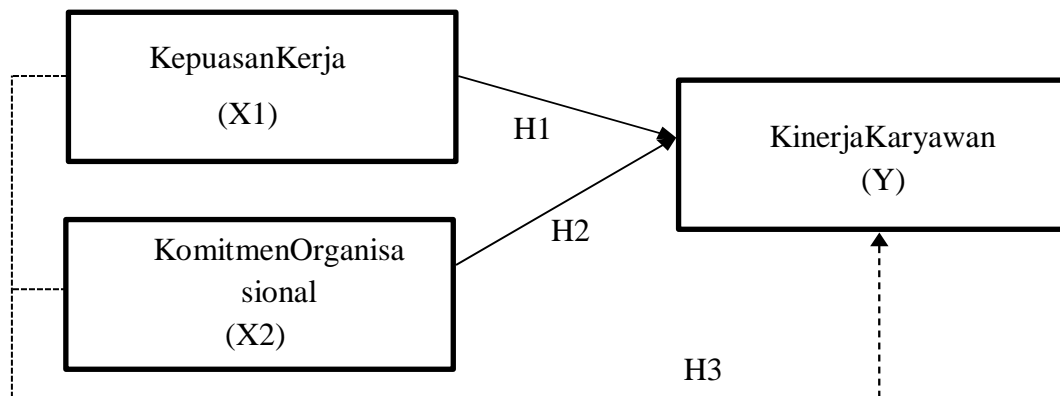 KepuasanKerja
(X1)
H1
KinerjaKaryawan
(Y)
KomitmenOrganisa
sional
(X2)
H2
H3